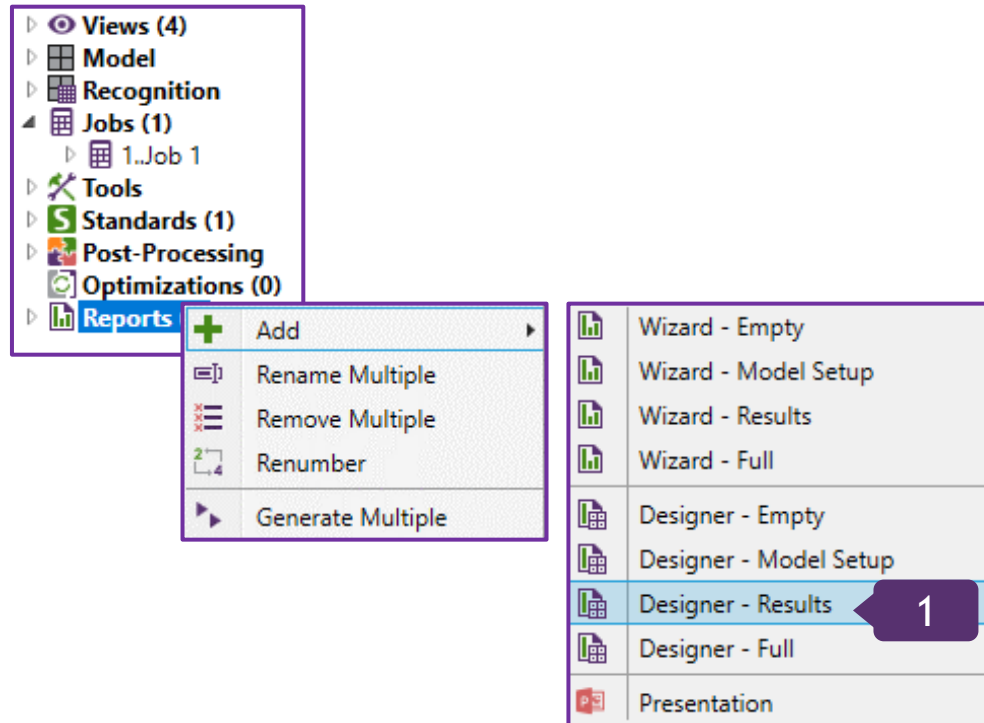 Views (4)
Model
Recognition
Jobs (1)
1..Job 1
Tools
Standards (1)
Post-Processing
Optimizations (0)
Reports
Add
Rename Multiple
Remove Multiple
Renumber
Generate Multiple
Wizard - Empty
Wizard - Model Setup
Wizard - Results
Wizard - Full
Designer - Empty
Designer - Model Setup
Designer - Results
1
Designer - Full
Presentation